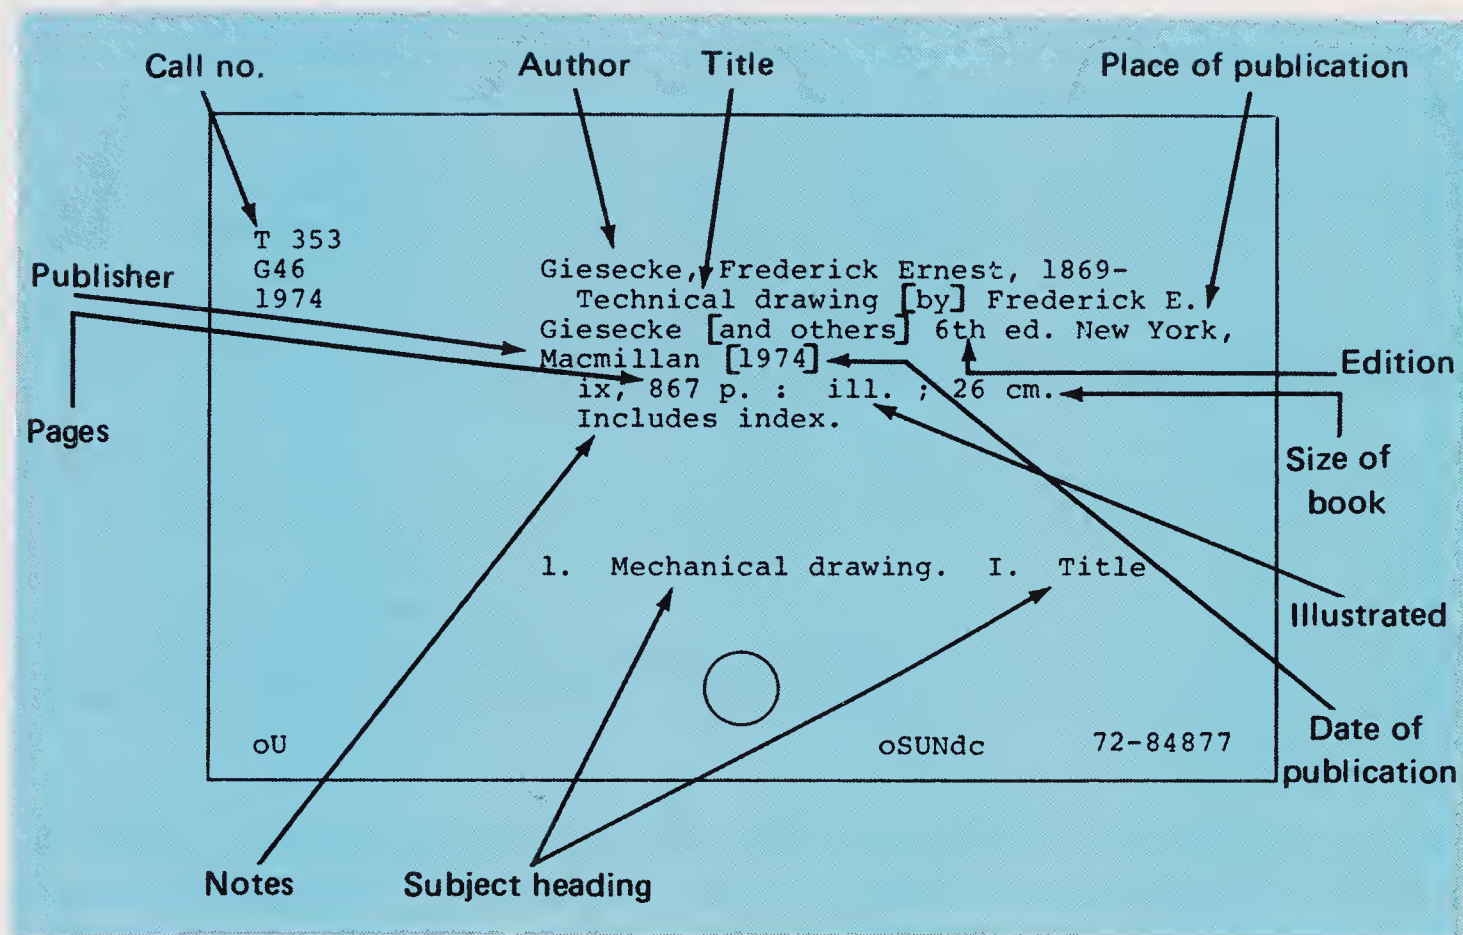 Call no.
Author
Title
Place of publication
T 353
G46
1974
Publisher
Pages
Giesecke, Frederick Ernest, 1869-
Technical drawing [by] Frederick E.
Giesecke [and others] 6th ed. New York,
Macmillan [1974]
ix, 867 p. : ill. ; 26 cm.
Includes index.
Edition
Size of
book
1. Mechanical drawing. I. Title
Illustrated
Date of
publication
oU
oSUNdc
72-84877
Notes
Subject heading